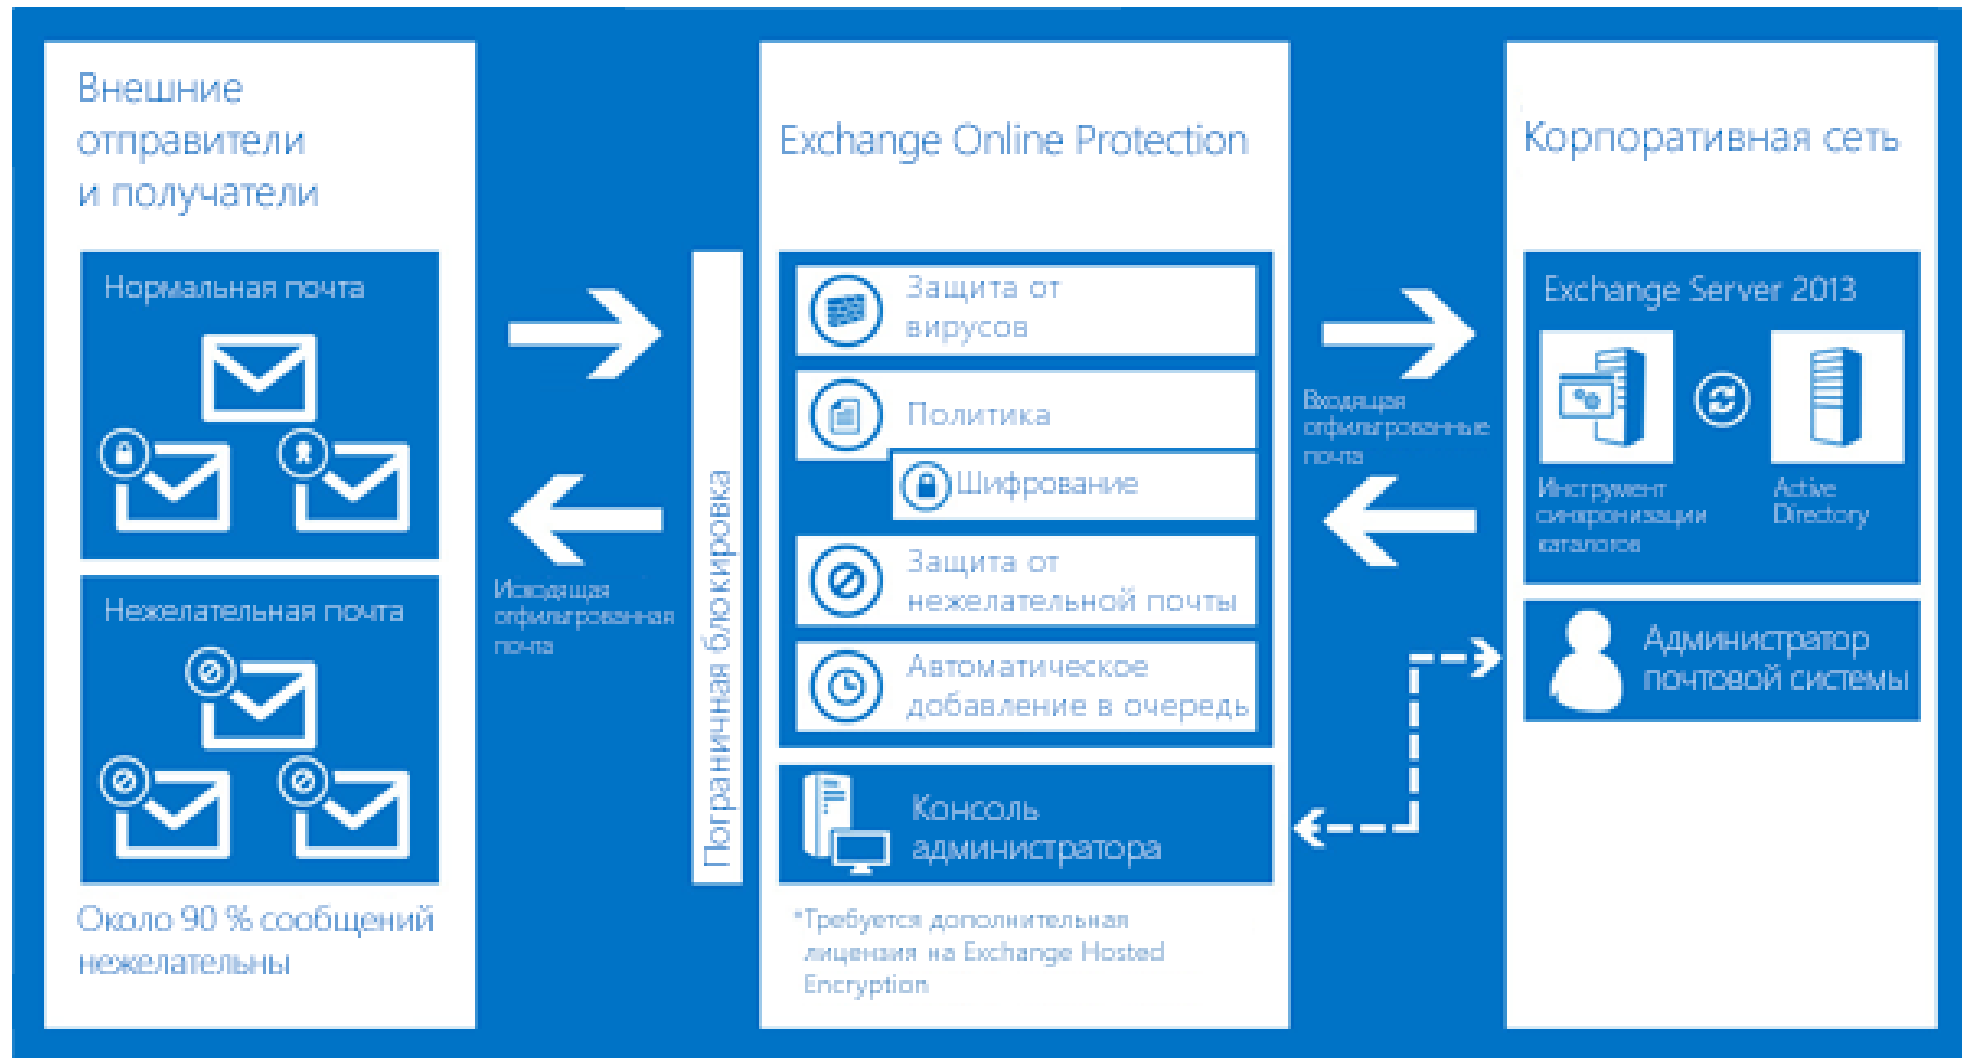 Внешние
отправители
и получатели
Нормальная почта
Нежелательная почта
Около 90 % сообщений
нежелательны
Исходящая
отфильтрованная
почта
Пограничная блокировка
Exchange Online Protection
Защита от
вирусов
Политика
Шифрование
Защита от
нежелательной почты
Автоматическое
добавление в очередь
Консоль
администратора
*Требуется дополнительная
лицензия на Exchange Hosted
Encryption
Входящая
отфильтрованные
почта
Корпоративная сеть
Exchange Server 2013
Инструмент
синхронизации
каталогов
Active
Directory
Администратор
почтовой системы